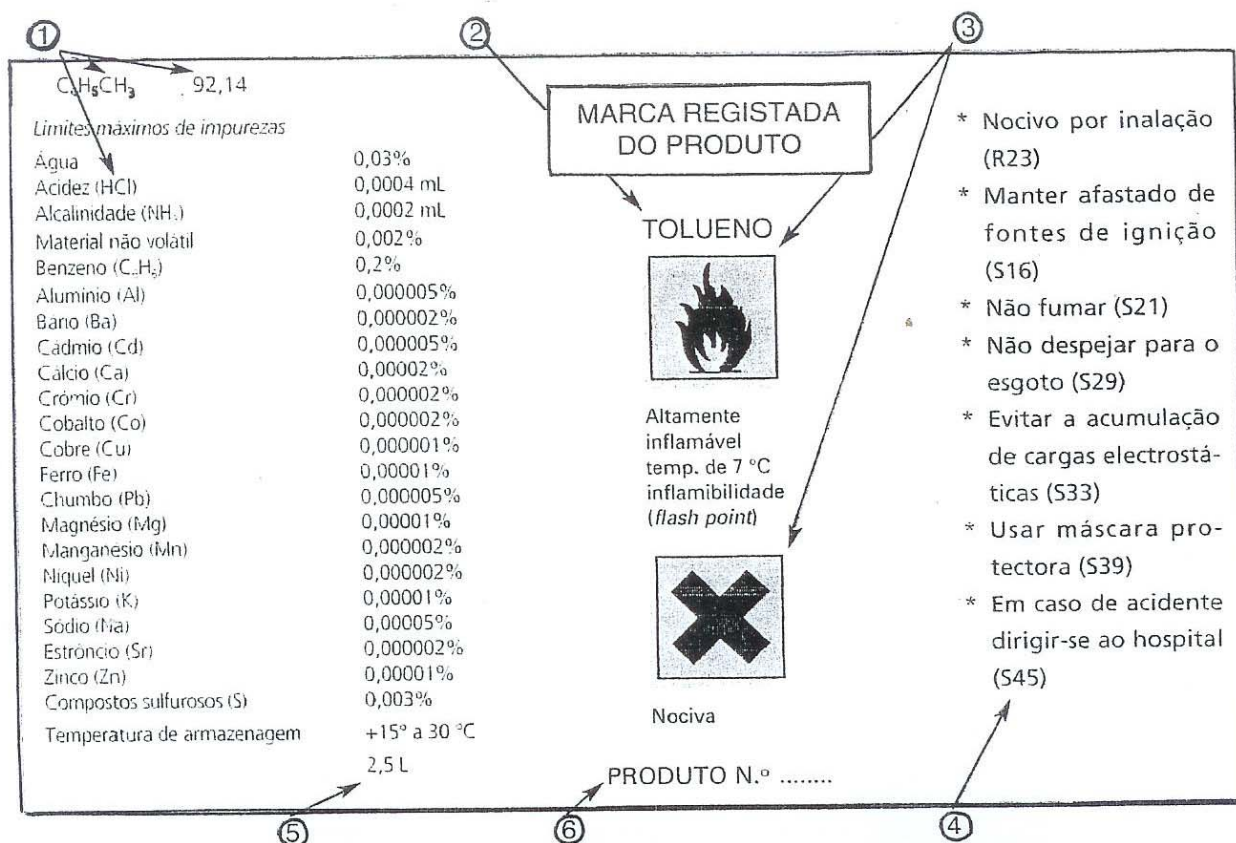 ① ② ③
C₆H₅CH₃ 92,14
Limites máximos de impurezas
Água 0,03%
Acidez (HCl) 0,0004 mL
Alcalinidade (NH₃) 0,0002 mL
Material não volátil 0,002%
Benzeno (C₆H₆) 0,2%
Alumínio (Al) 0,000005%
Bário (Ba) 0,000002%
Cádmio (Cd) 0,000005%
Cálcio (Ca) 0,00002%
Crómio (Cr) 0,000002%
Cobalto (Co) 0,000002%
Cobre (Cu) 0,000001%
Ferro (Fe) 0,00001%
Chumbo (Pb) 0,000005%
Magnésio (Mg) 0,00001%
Manganésio (Mn) 0,000002%
Níquel (Ni) 0,000002%
Potássio (K) 0,00001%
Sódio (Na) 0,00005%
Estrôncio (Sr) 0,000002%
Zinco (Zn) 0,00001%
Compostos sulfurosos (S) 0,003%
Temperatura de armazenagem +15° a 30 °C
2,5 L
MARCA REGISTADA
DO PRODUTO
TOLUENO
Altamente
inflamável
temp. de 7 °C
inflamibilidade
(flash point)
Nociva
PRODUTO N.º ........
* Nocivo por inalação
(R23)
* Manter afastado de
fontes de ignição
(S16)
* Não fumar (S21)
* Não despejar para o
esgoto (S29)
* Evitar a acumulação
de cargas electrostá-
ticas (S33)
* Usar máscara pro-
tectora (S39)
* Em caso de acidente
dirigir-se ao hospital
(S45)
⑤ ⑥ ④